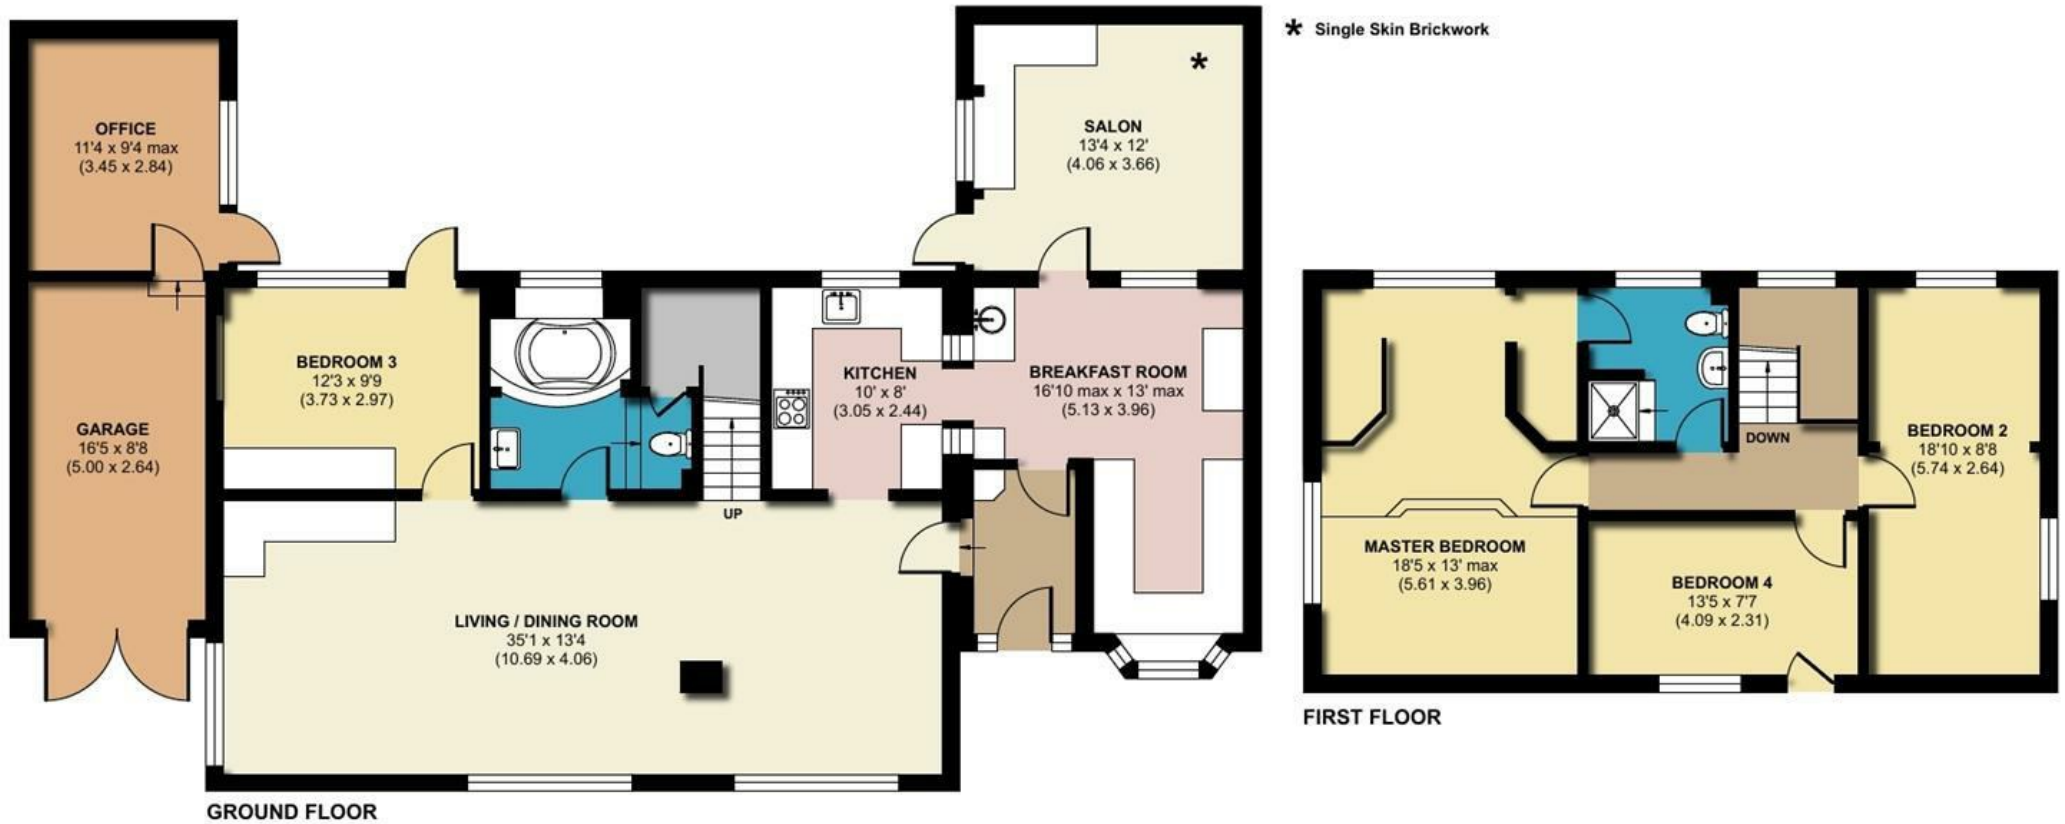 * Single Skin Brickwork
OFFICE
11'4 x 9'4 max
(3.45 x 2.84)
SALON
13'4 x 12'
(4.06 x 3.66)
*
BEDROOM 3
12'3 x 9'9
(3.73 x 2.97)
KITCHEN
10' x 8'
(3.05 x 2.44)
BREAKFAST ROOM
16'10 max x 13' max
(5.13 x 3.96)
GARAGE
16'5 x 8'8
(5.00 x 2.64)
UP
LIVING / DINING ROOM
35'1 x 13'4
(10.69 x 4.06)
GROUND FLOOR
DOWN
BEDROOM 2
18'10 x 8'8
(5.74 x 2.64)
MASTER BEDROOM
18'5 x 13' max
(5.61 x 3.96)
BEDROOM 4
13'5 x 7'7
(4.09 x 2.31)
FIRST FLOOR